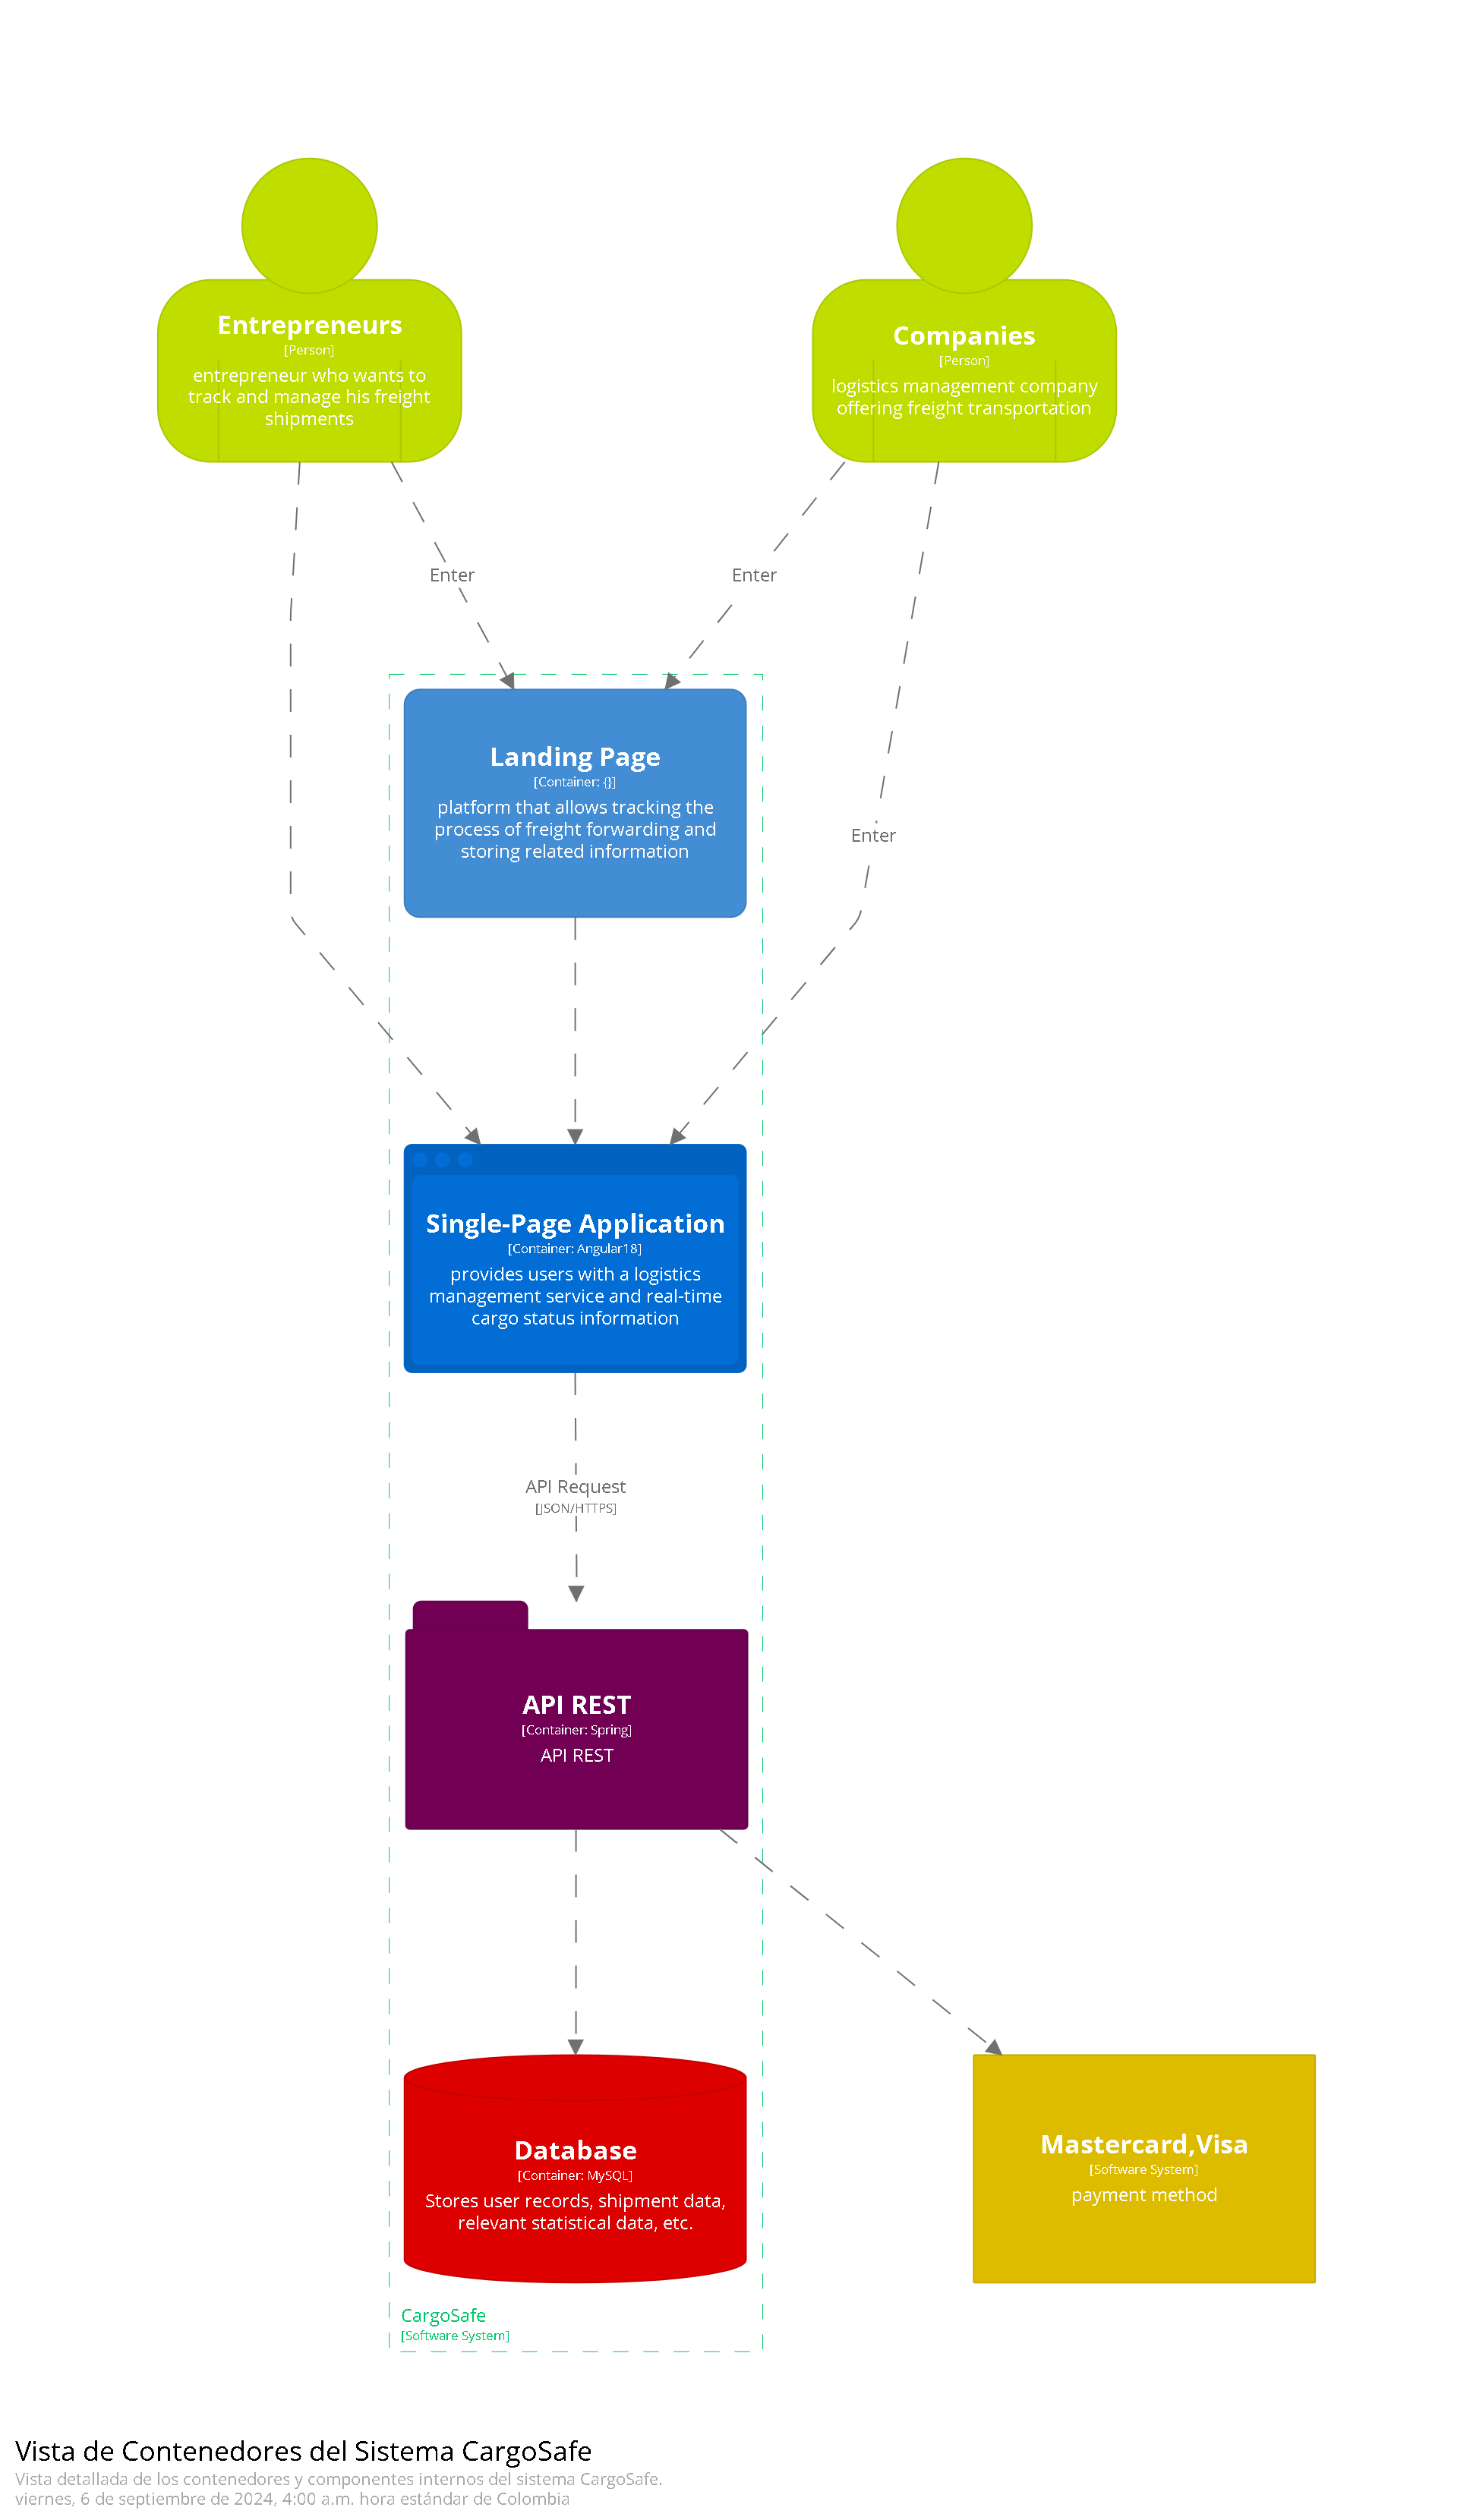 Entrepreneurs
[Person]
entrepreneur who wants to
track and manage his freight
shipments
Companies
[Person]
logistics management company
offering freight transportation
Enter
Enter
Landing Page
[Container: {}]
platform that allows tracking the
process of freight forwarding and
storing related information
Enter
Single-Page Application
[Container: Angular18]
provides users with a logistics
management service and real-time
cargo status information
API Request
[JSON/HTTPS]
API REST
[Container: Spring]
API REST
Database
[Container: MySQL]
Stores user records, shipment data,
relevant statistical data, etc.
Mastercard,Visa
[Software System]
payment method
CargoSafe
[Software System]
Vista de Contenedores del Sistema CargoSafe
Vista detallada de los contenedores y componentes internos del sistema CargoSafe.
viernes, 6 de septiembre de 2024, 4:00 a.m. hora estándar de Colombia